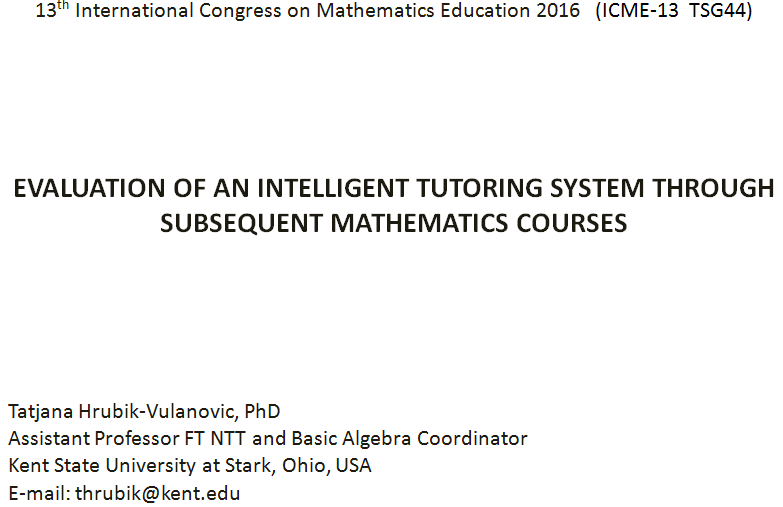 13th International Congress on Mathematics Education 2016 (ICME-13 TSG44)
EVALUATION OF AN INTELLIGENT TUTORING SYSTEM THROUGH
SUBSEQUENT MATHEMATICS COURSES
Tatjana Hrubik-Vulanovic, PhD
Assistant Professor FT NTT and Basic Algebra Coordinator
Kent State University at Stark, Ohio, USA
E-mail: thrubik@kent.edu